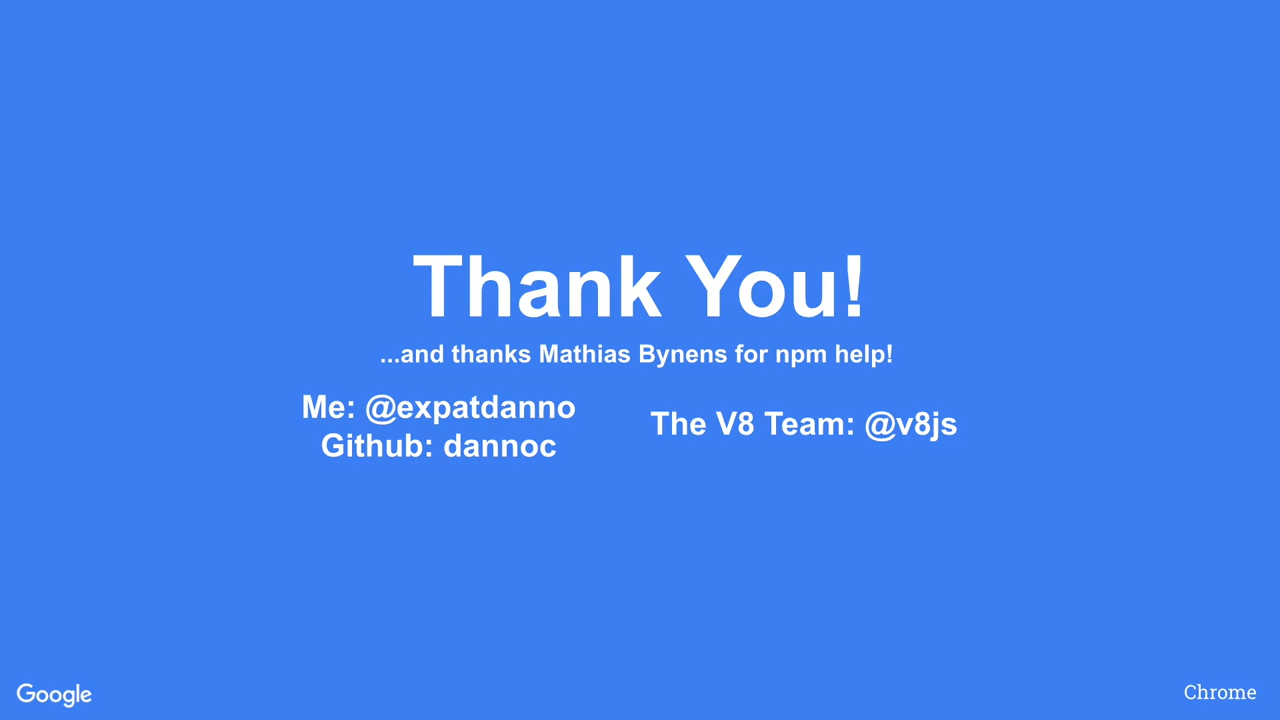 Thank You!
...and thanks Mathias Bynens for npm help!
Me: @expatdanno
Github: dannoc
The V8 Team: @v8js
Google
Chrome